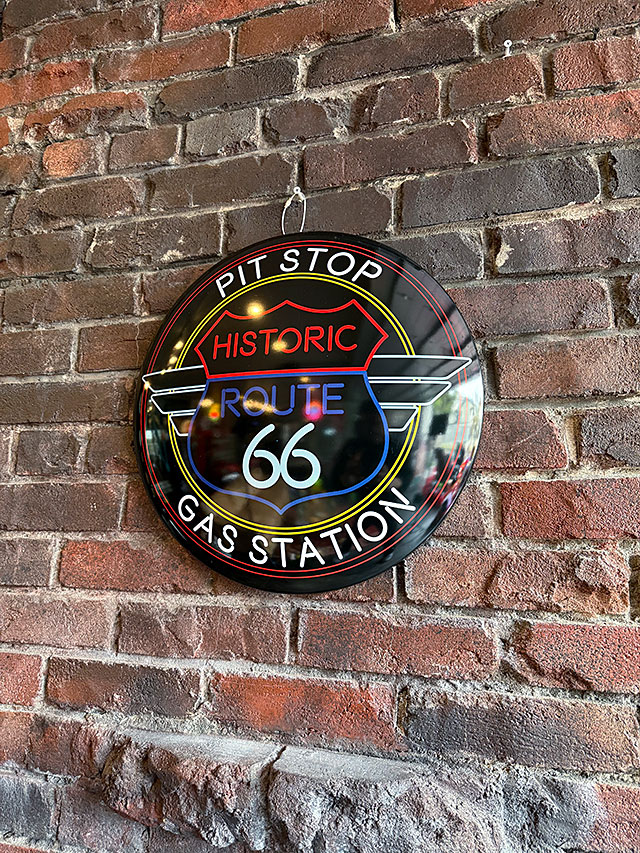 PIT STOP
HISTORIC
ROUTE
66
GAS STATION